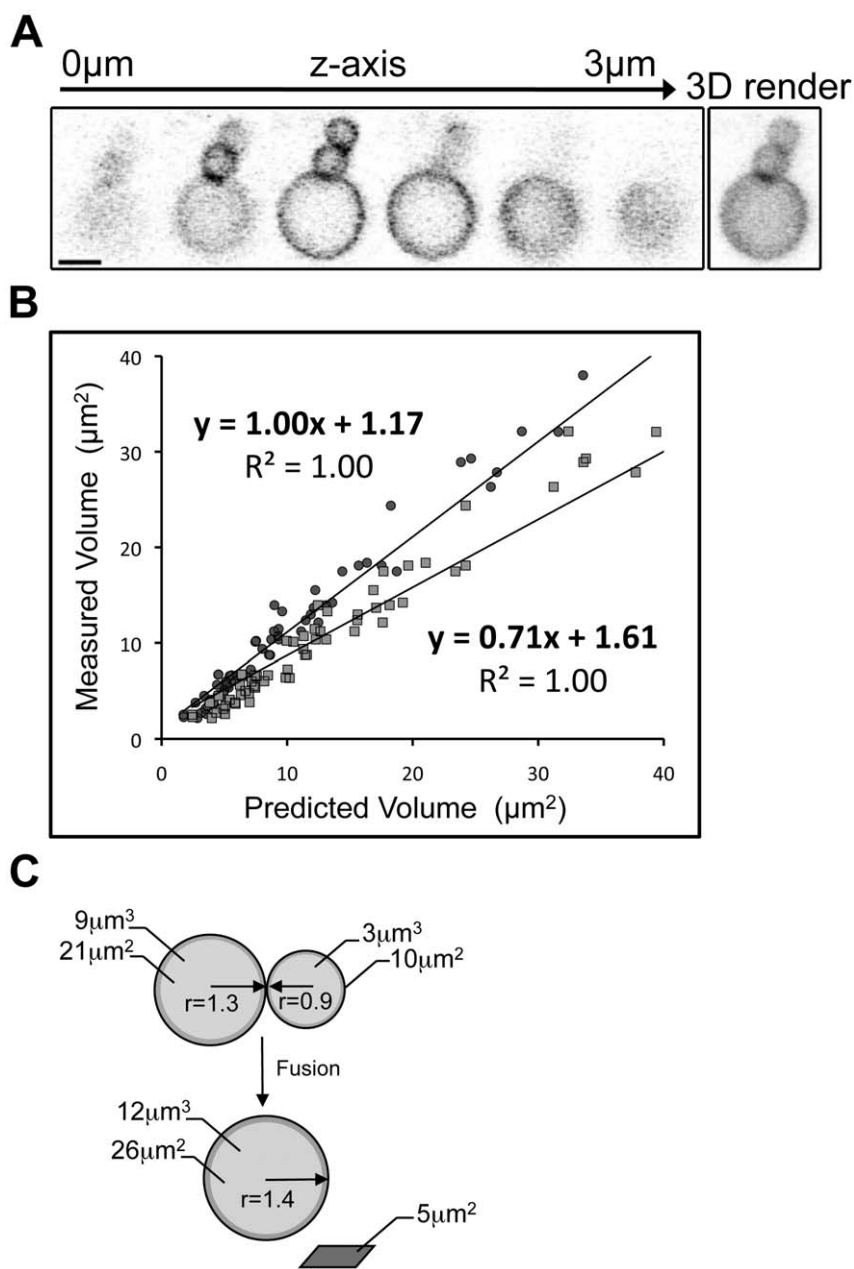 A
0μm z-axis 3μm
3D render
B
40
30
20
10
0
Measured Volume (μm²)
y = 1.00x + 1.17
R² = 1.00
y = 0.71x + 1.61
R² = 1.00
0 10 20 30 40
Predicted Volume (μm²)
C
9μm³
21μm²
3μm³
10μm²
r=1.3
r=0.9
Fusion
12μm³
26μm²
r=1.4
5μm²